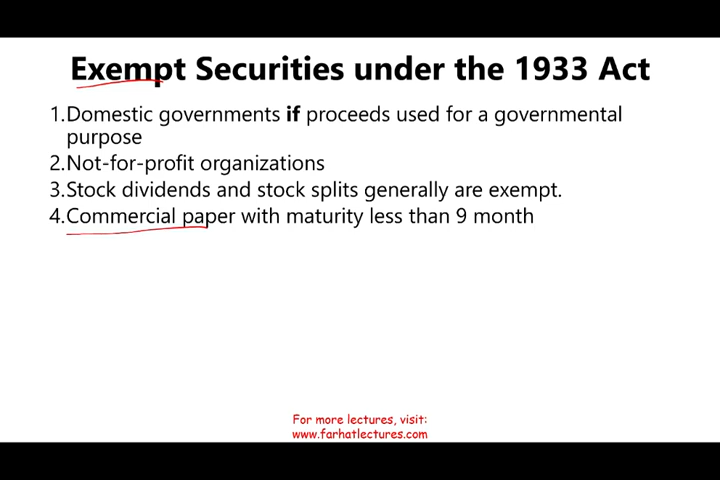 Exempt Securities under the 1933 Act
1.Domestic governments if proceeds used for a governmental
purpose
2.Not-for-profit organizations
3.Stock dividends and stock splits generally are exempt.
4.Commercial paper with maturity less than 9 month
For more lectures, visit:
www.farhatlectures.com